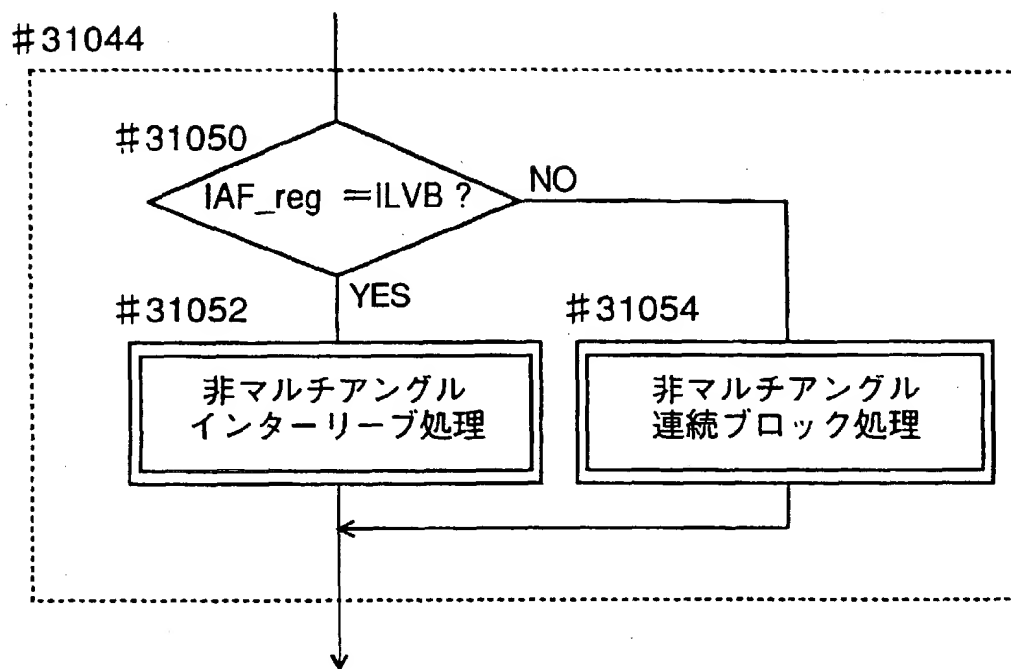 #31044
#31050
IAF_reg =ILVB ?
NO
YES
#31052
#31054
非マルチアングル
インターリーブ処理
非マルチアングル
連続ブロック処理